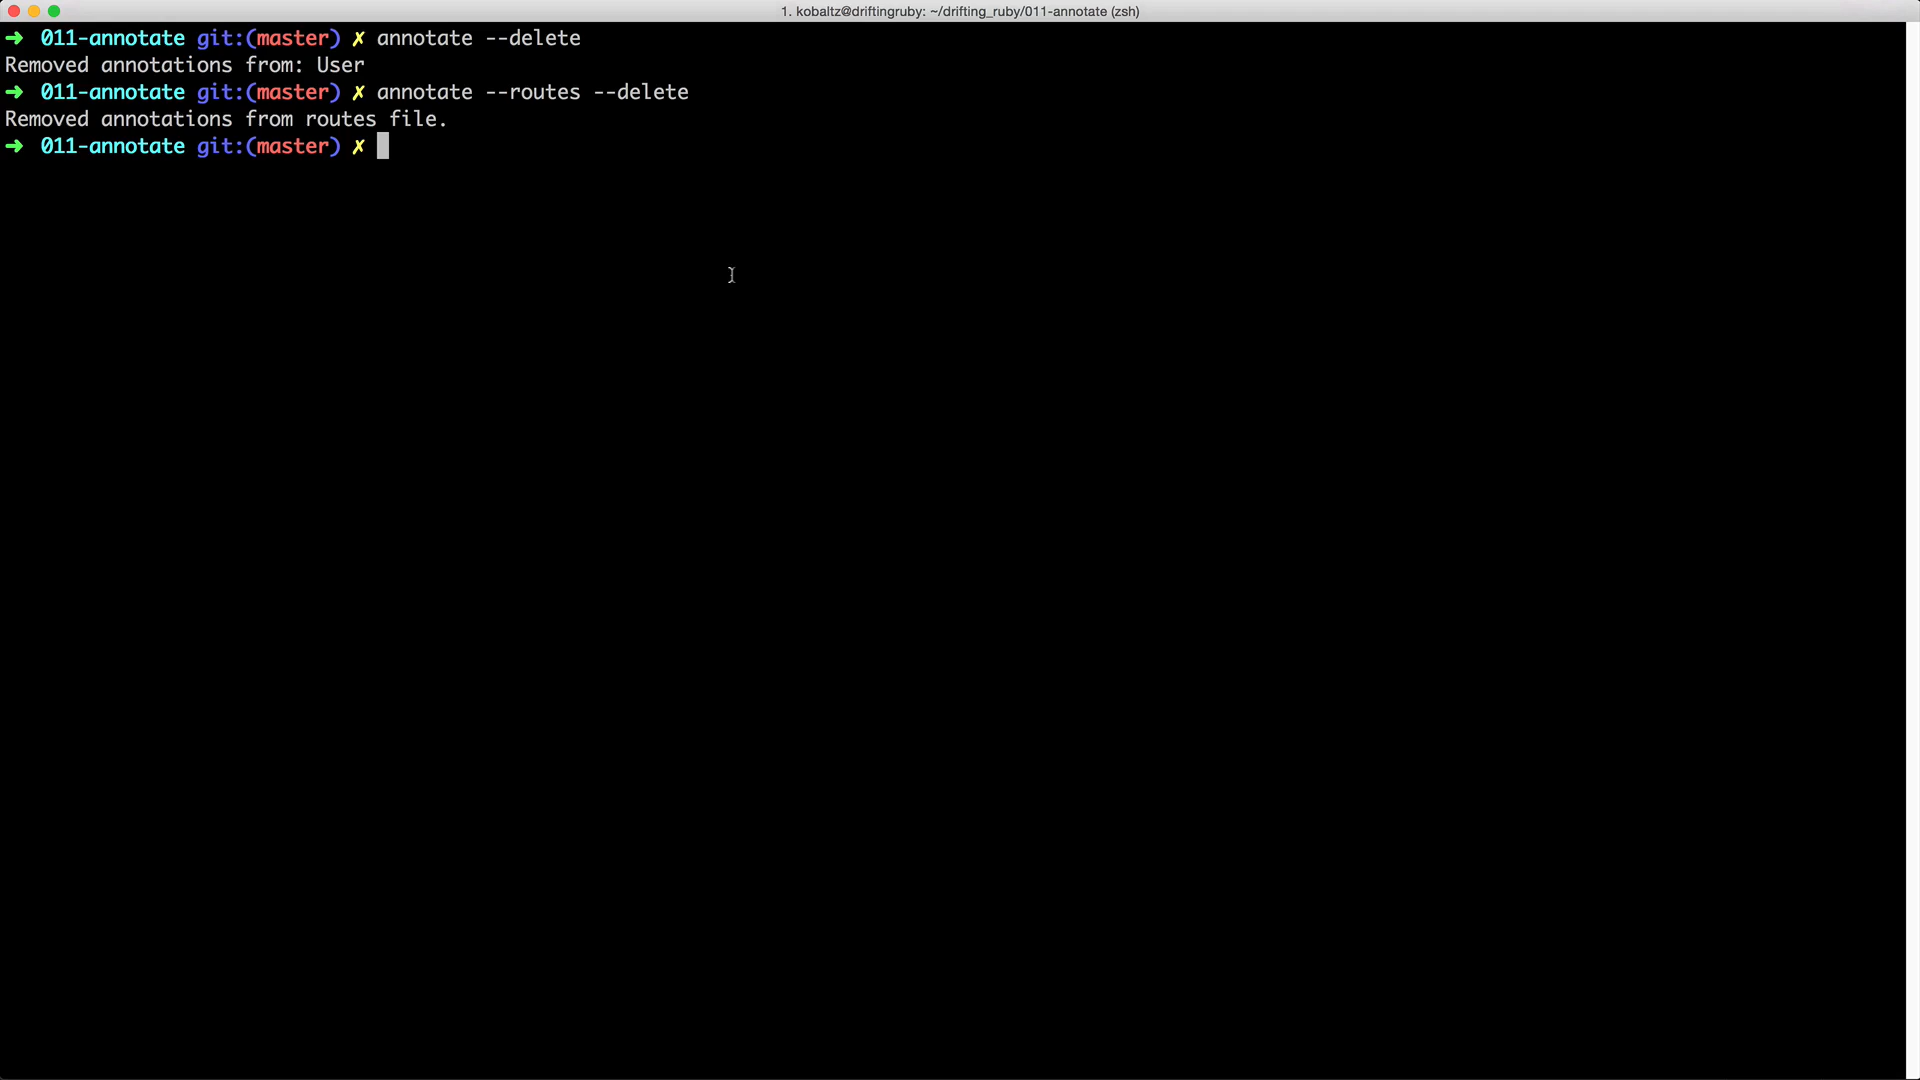 1. kobaltz@driftingruby: ~/drifting_ruby/011-annotate (zsh)
➜ 011-annotate git:(master) ✗ annotate --delete
Removed annotations from: User
➜ 011-annotate git:(master) ✗ annotate --routes --delete
Removed annotations from routes file.
➜ 011-annotate git:(master) ✗